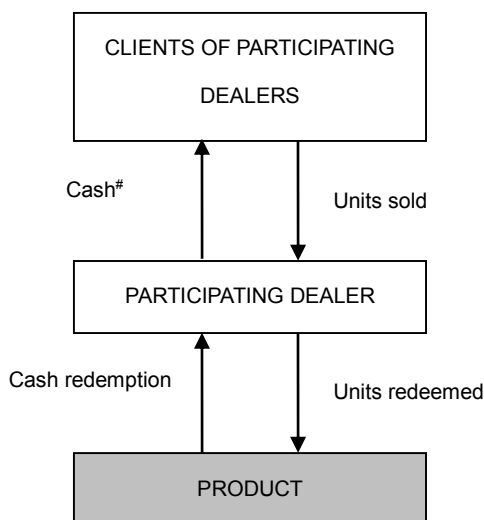 CLIENTS OF PARTICIPATING
DEALERS
Cash#
Units sold
PARTICIPATING DEALER
Cash redemption
Units redeemed
PRODUCT